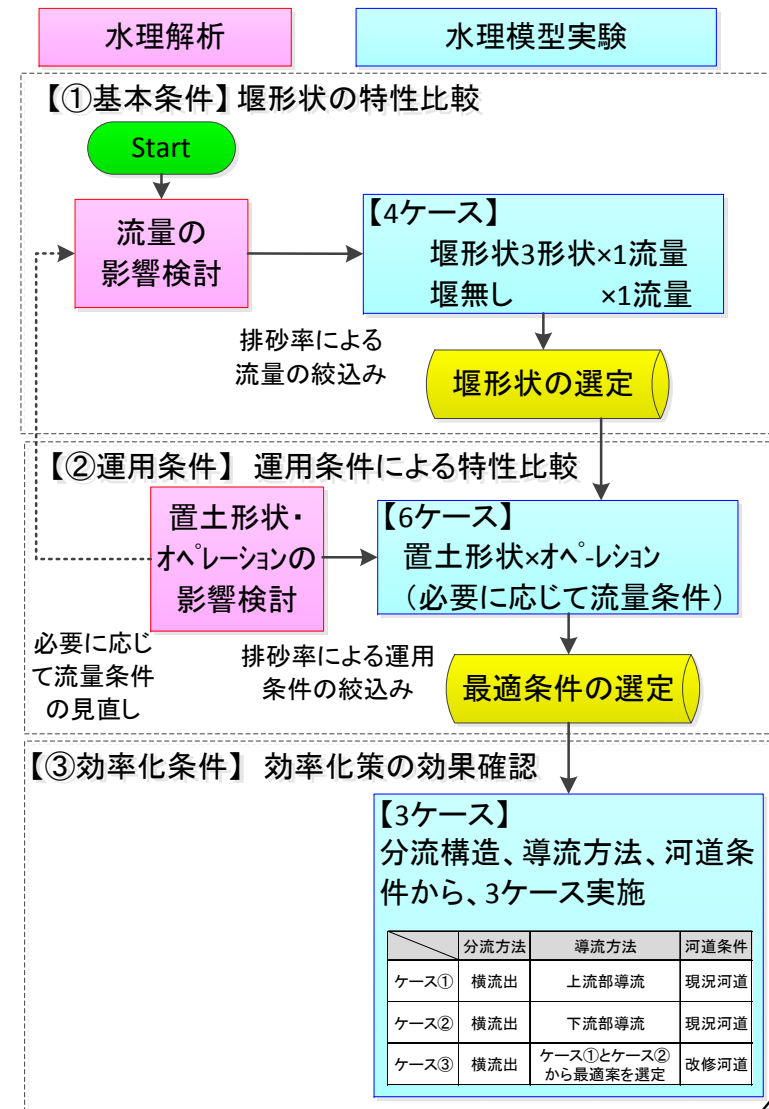 水理解析
水理模型実験
【①基本条件】堰形状の特性比較
Start
流量の
影響検討
【4ケース】
堰形状3形状×1流量
堰無し ×1流量
排砂率による
流量の絞込み
堰形状の選定
【②運用条件】 運用条件による特性比較
置土形状・
ｵﾍﾟﾚｰｼｮﾝの
影響検討
【6ケース】
置土形状×ｵﾍﾟ-ﾚｼｮﾝ
（必要に応じて流量条件）
必要に応じ
て流量条件
の見直し
排砂率による運用
条件の絞込み
最適条件の選定
【③効率化条件】 効率化策の効果確認
【3ケース】
分流構造、導流方法、河道条
件から、3ケース実施
分流方法 導流方法 河道条件
ケース① 横流出 上流部導流 現況河道
ケース② 横流出 下流部導流 現況河道
ケース③ 横流出 ケース①とケース② 改修河道
から最適案を選定